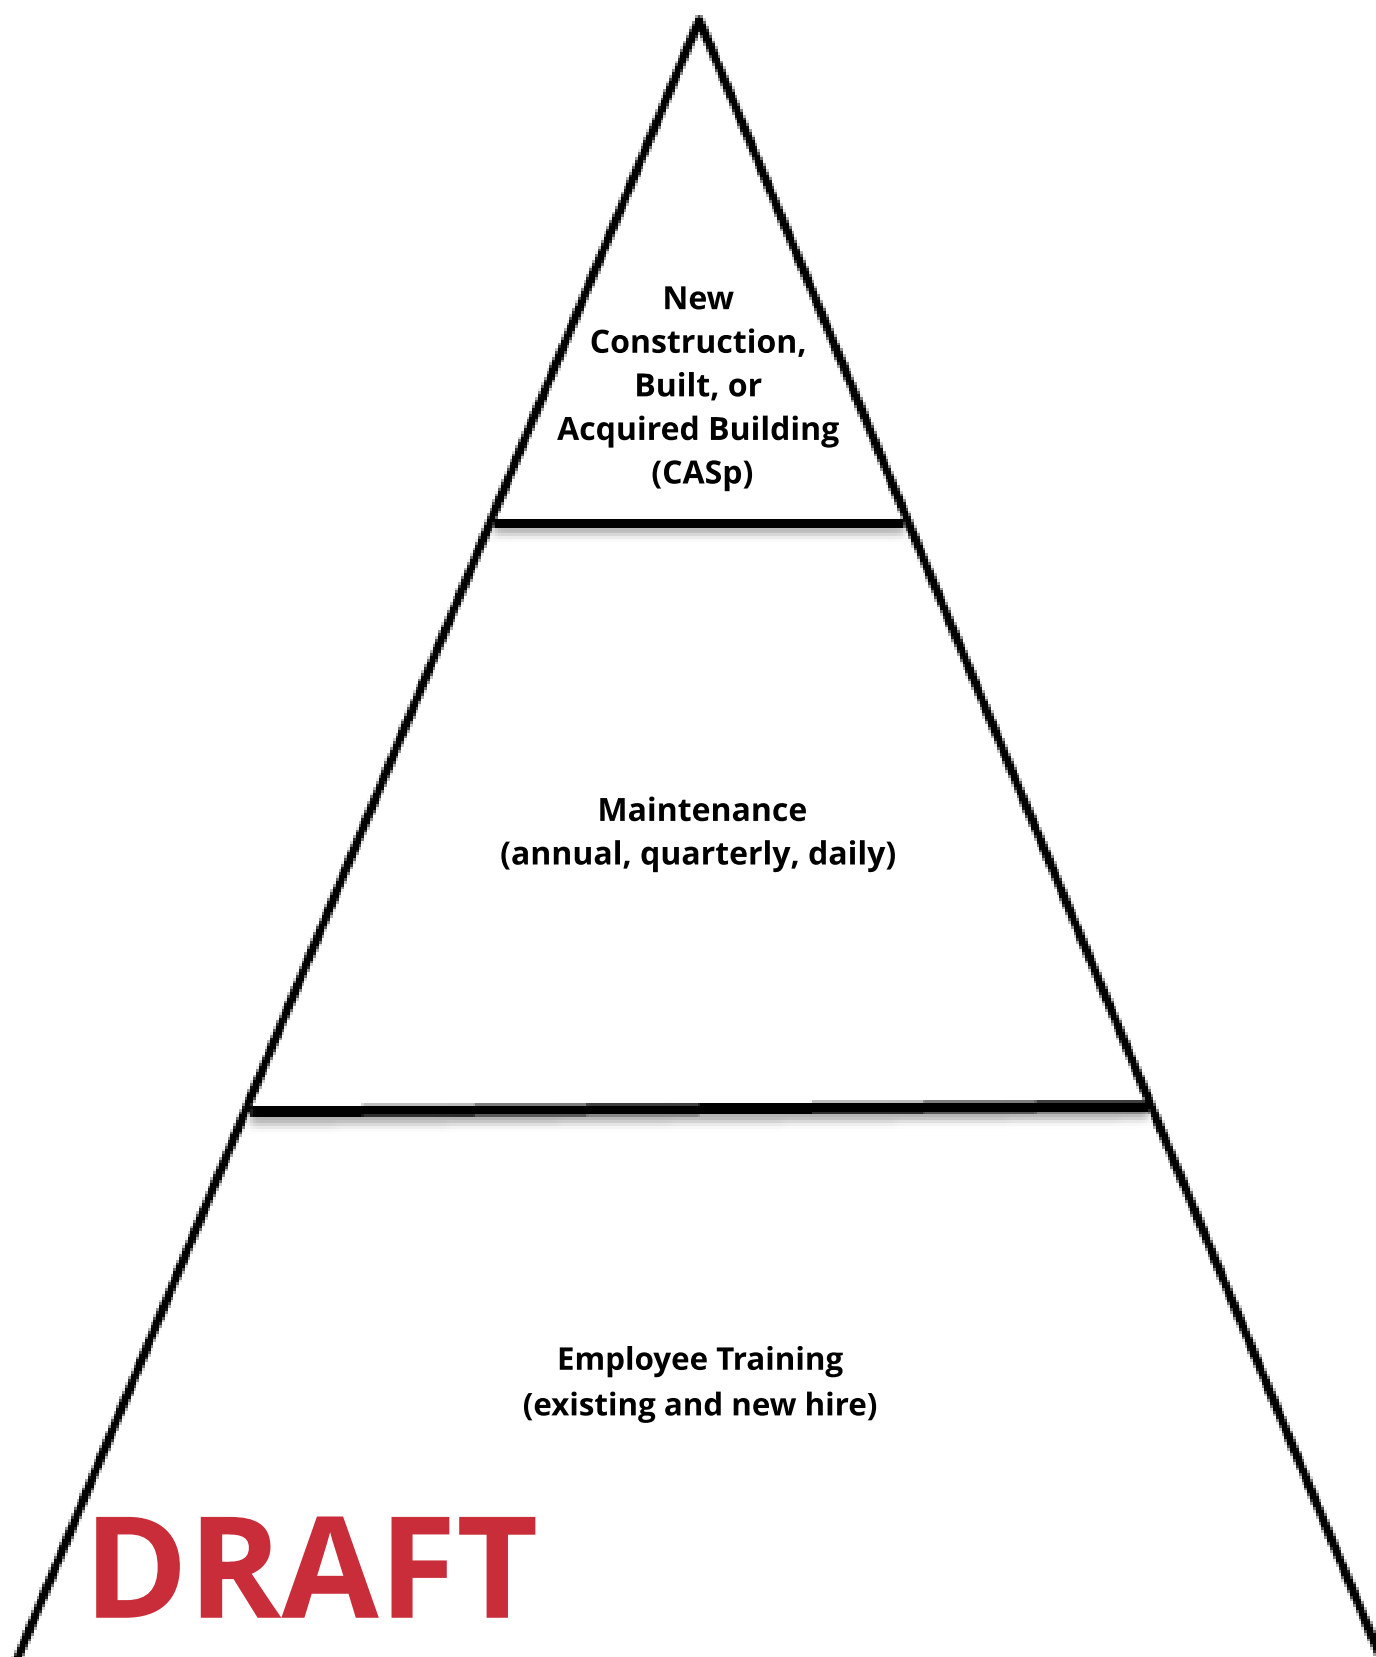 New
Construction,
Built, or
Acquired Building
(CASp)
Maintenance
(annual, quarterly, daily)
Employee Training
(existing and new hire)
DRAFT